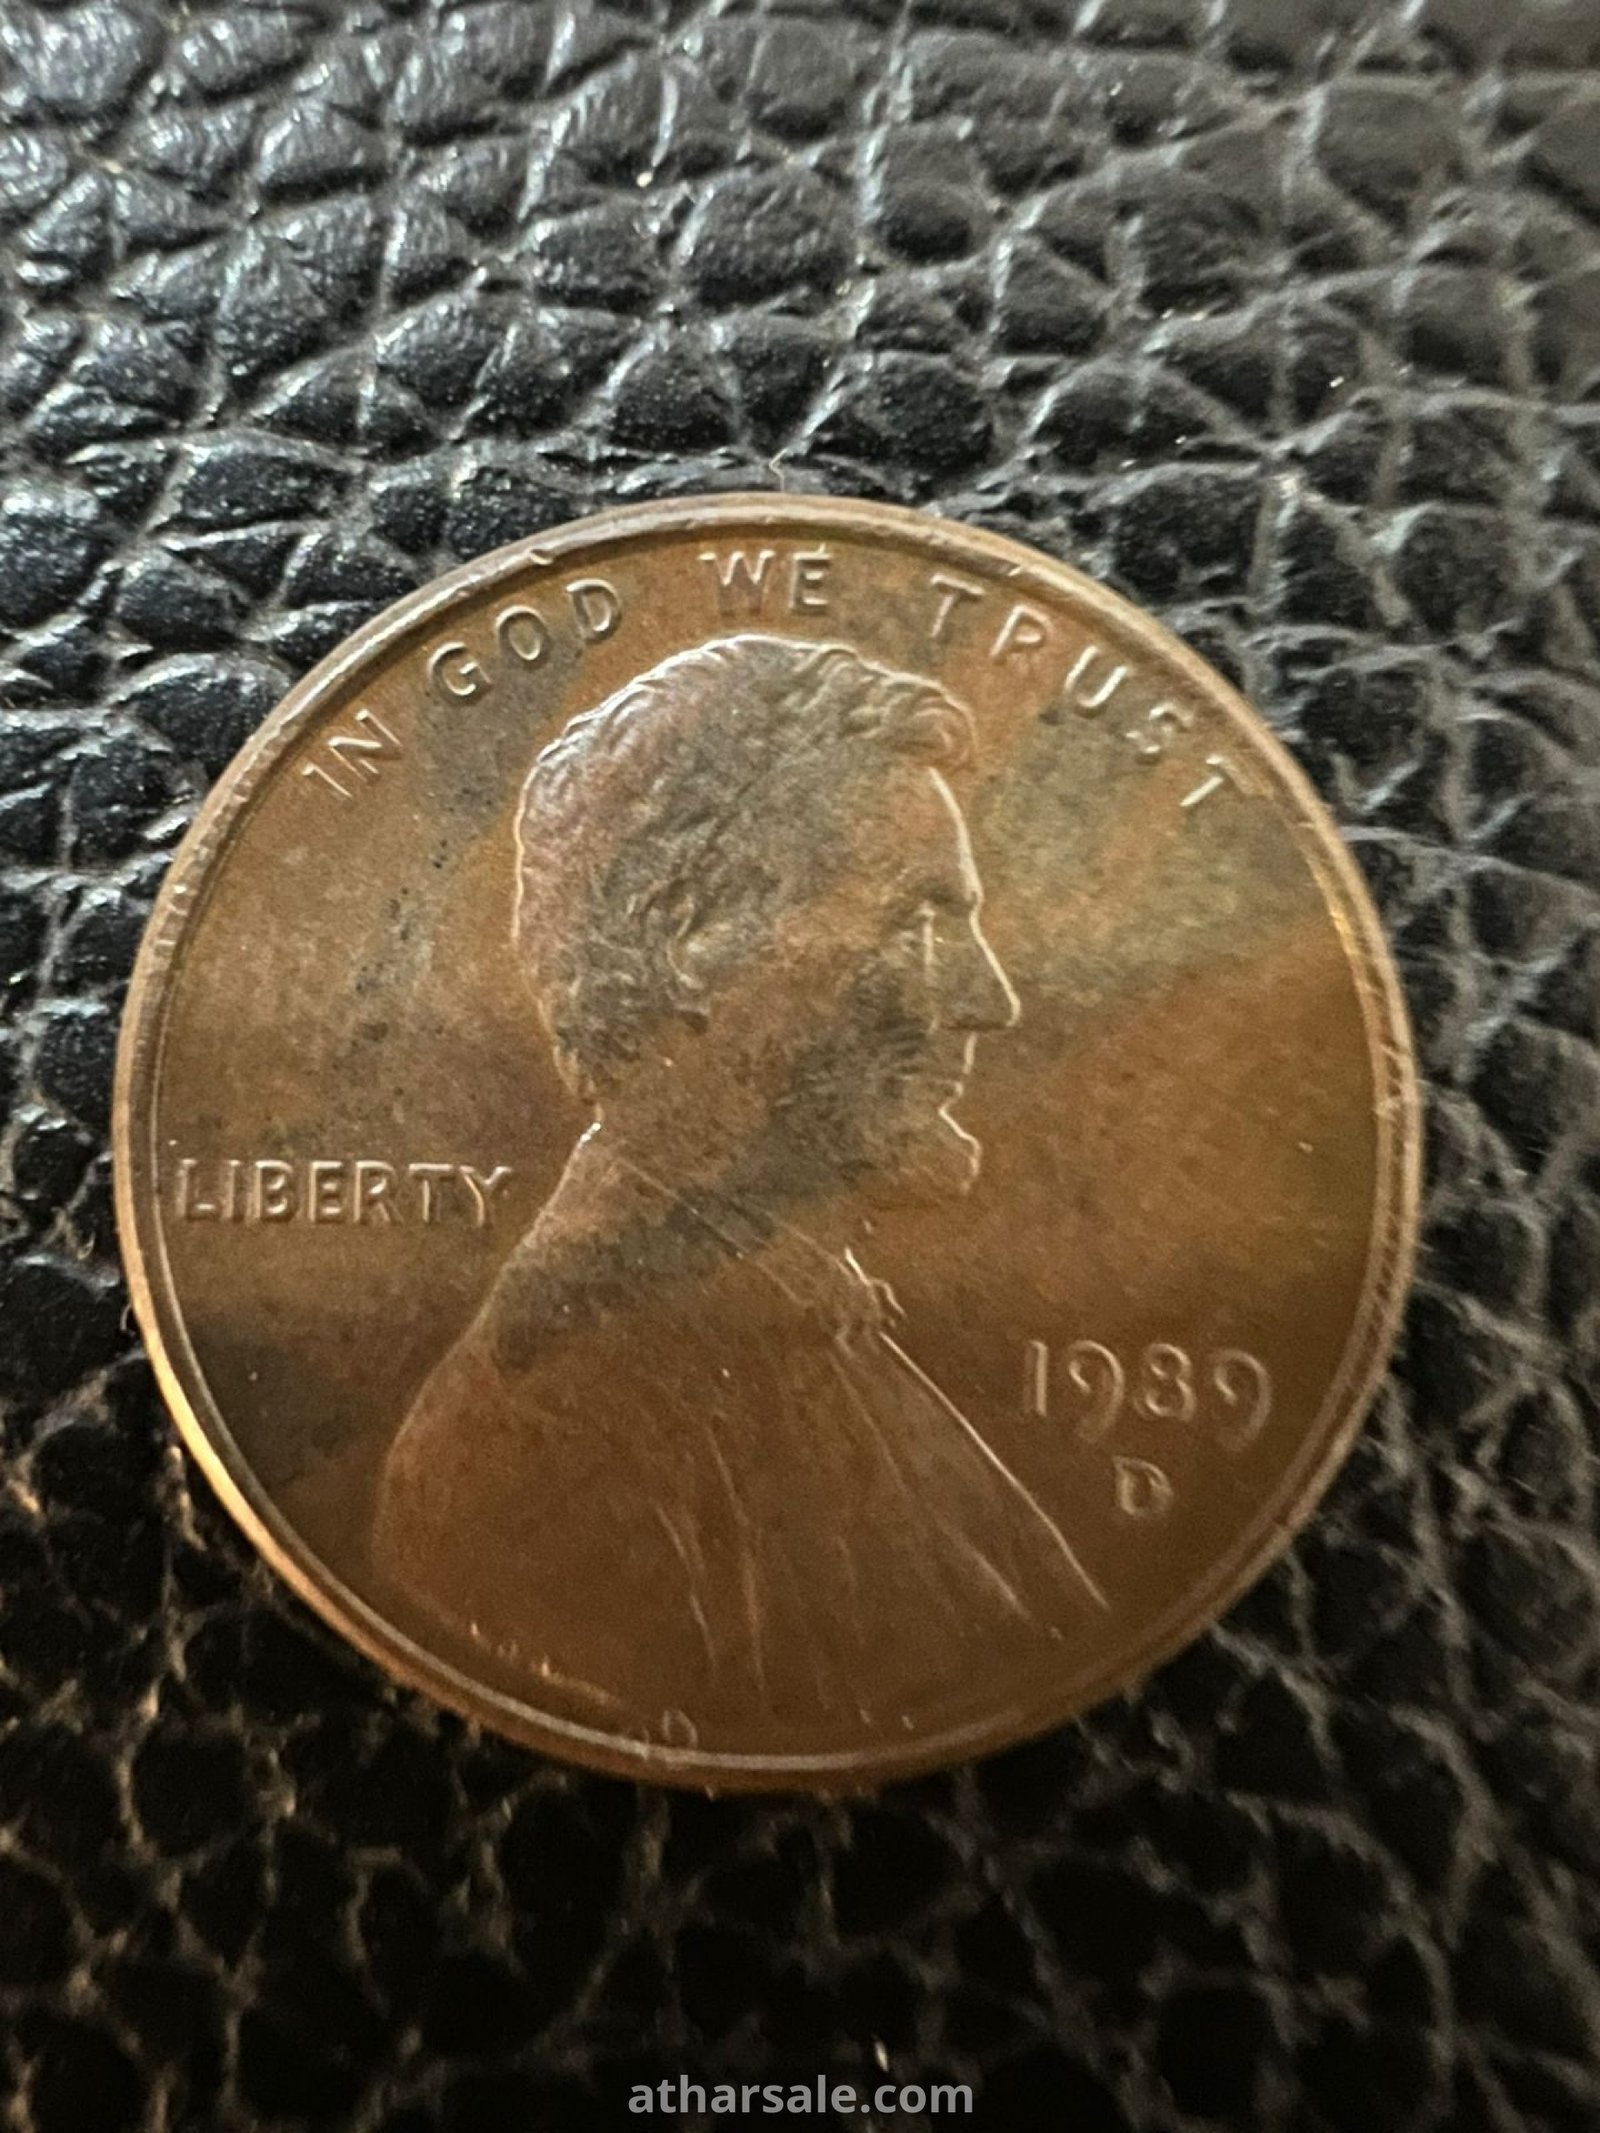 IN GOD WE TRUST
LIBERTY
1989
D
atharsale.com